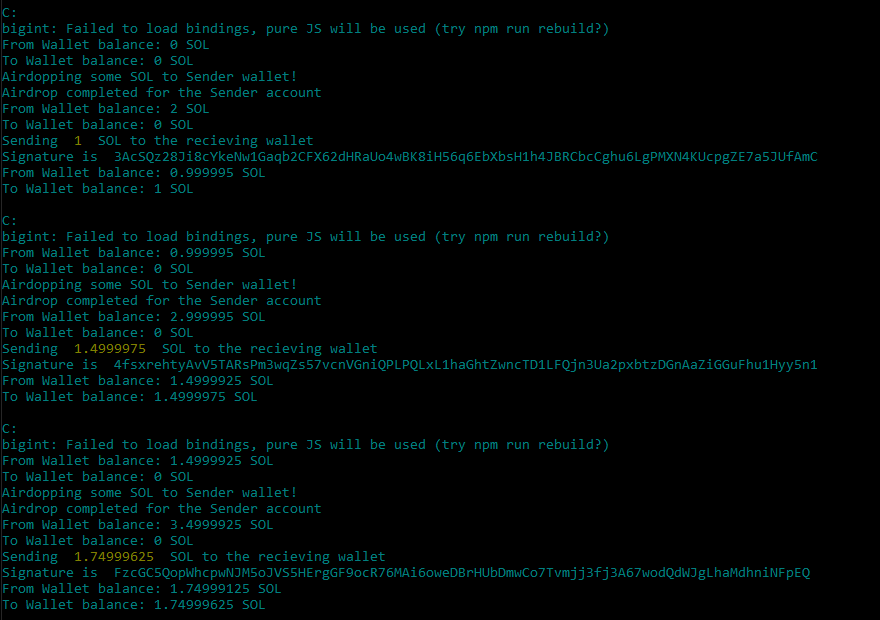 C:
bigint: Failed to load bindings, pure JS will be used (try npm run rebuild?)
From Wallet balance: 0 SOL
To Wallet balance: 0 SOL
Airdopping some SOL to Sender wallet!
Airdrop completed for the Sender account
From Wallet balance: 2 SOL
To Wallet balance: 0 SOL
Sending  1  SOL to the recieving wallet
Signature is  3AcSQz28Ji8cYkeNw1Gaqb2CFX62dHRaUo4wBK8iH56q6EbXbsH1h4JBRCbcCghu6LgPMXN4KUcpgZE7a5JUfAmC
From Wallet balance: 0.999995 SOL
To Wallet balance: 1 SOL
C:
bigint: Failed to load bindings, pure JS will be used (try npm run rebuild?)
From Wallet balance: 0.999995 SOL
To Wallet balance: 0 SOL
Airdopping some SOL to Sender wallet!
Airdrop completed for the Sender account
From Wallet balance: 2.999995 SOL
To Wallet balance: 0 SOL
Sending  1.4999975  SOL to the recieving wallet
Signature is  4fsxrehtyAvV5TARsPm3wqZs57vcnVGniQPLPQLxL1haGhtZwncTD1LFQjn3Ua2pxbtzDGnAaZiGGuFhu1Hyy5n1
From Wallet balance: 1.4999925 SOL
To Wallet balance: 1.4999975 SOL
C:
bigint: Failed to load bindings, pure JS will be used (try npm run rebuild?)
From Wallet balance: 1.4999925 SOL
To Wallet balance: 0 SOL
Airdopping some SOL to Sender wallet!
Airdrop completed for the Sender account
From Wallet balance: 3.4999925 SOL
To Wallet balance: 0 SOL
Sending  1.74999625  SOL to the recieving wallet
Signature is  FzcGC5QopWhcpwNJM5oJVS5HErgGF9ocR76MAi6oweDBrHUbDmwCo7Tvmjj3fj3A67wodQdWJgLhaMdhniNFpEQ
From Wallet balance: 1.74999125 SOL
To Wallet balance: 1.74999625 SOL